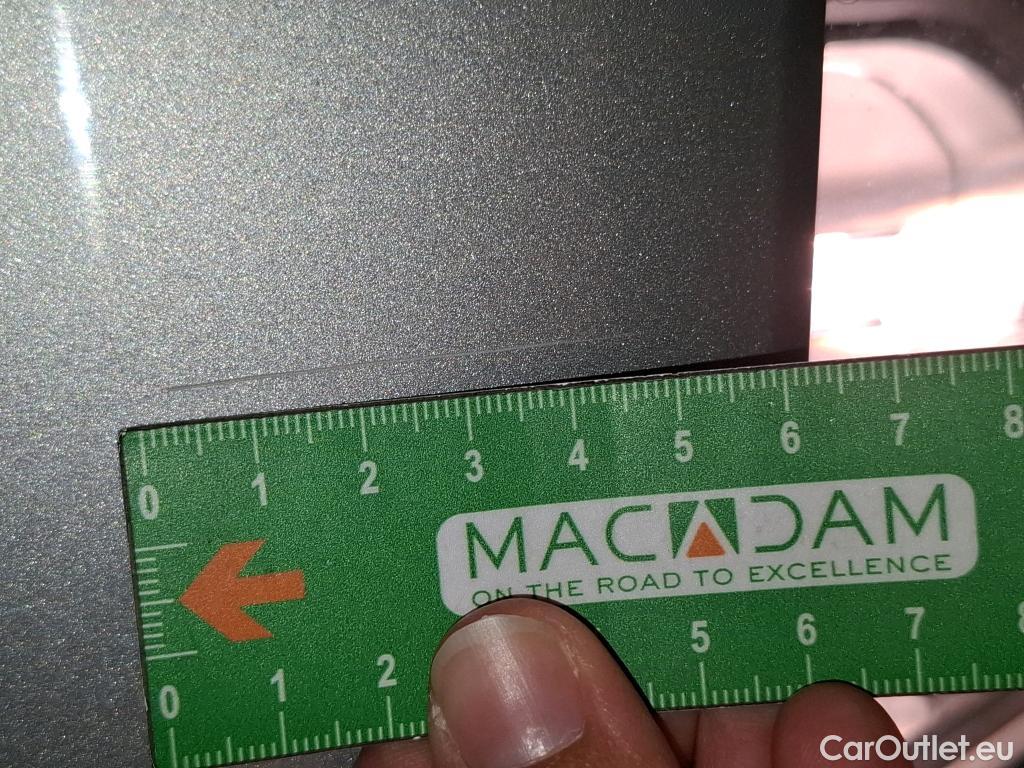 0 1 2 3 4 5 6 7 8
MACADAM
ON THE ROAD TO EXCELLENCE
0 1 2 5 6 7 8
CarOutlet.eu